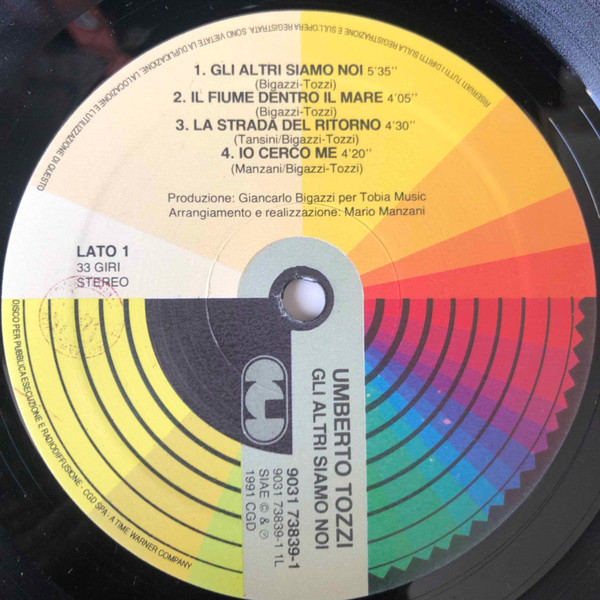 RISERVATI TUTTI I DIRITTI SULLA REGISTRAZIONE E SULL'OPERA REGISTRATA. SONO VIETATE LA DUPLICAZIONE, LA LOCAZIONE E L'UTILIZZAZIONE DI QUESTO
DISCO PER PUBBLICA ESECUZIONE E RADIODIFFUSIONE - CGD SPA - A TIME WARNER COMPANY
1. GLI ALTRI SIAMO NOI 5'35''
(Bigazzi-Tozzi)
2. IL FIUME DENTRO IL MARE 4'05''
(Bigazzi-Tozzi)
3. LA STRADA DEL RITORNO 4'30''
(Tansini/Bigazzi-Tozzi)
4. IO CERCO ME 4'20''
(Manzani/Bigazzi-Tozzi)
Produzione: Giancarlo Bigazzi per Tobia Music
Arrangiamento e realizzazione: Mario Manzani
LATO 1
33 GIRI
STEREO
UMBERTO TOZZI
GLI ALTRI SIAMO NOI
9031 73839-1
9031 73839-1 1L
SIAE © & ℗
1991 CGD